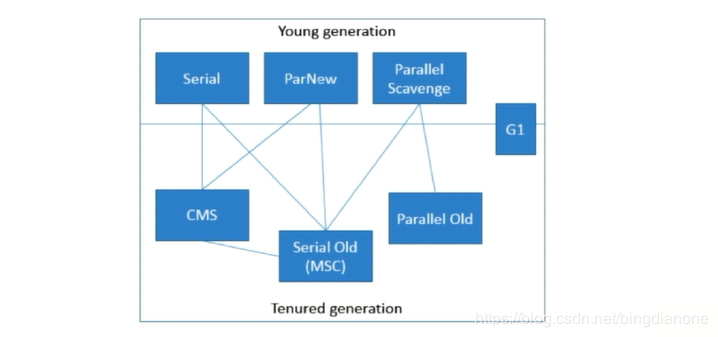 Young generation
Serial
ParNew
Parallel
Scavenge
G1
CMS
Parallel Old
Serial Old
(MSC)
Tenured generation
https://blog.csdn.net/bingdianone